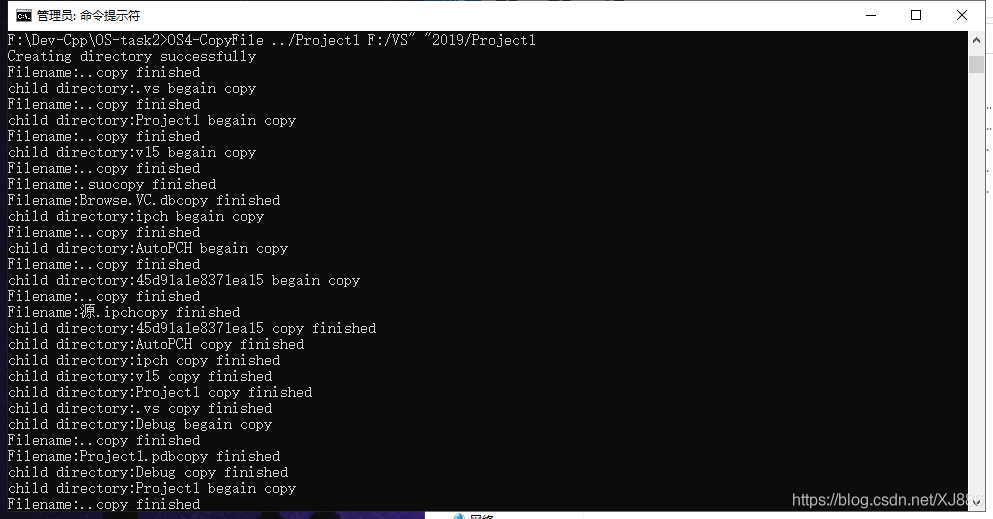 管理员: 命令提示符
F:\Dev-Cpp\OS-task2>OS4-CopyFile ../Project1 F:/VS" "2019/Project1
Creating directory successfully
Filename:..copy finished
child directory:.vs begain copy
Filename:..copy finished
child directory:Project1 begain copy
Filename:..copy finished
child directory:v15 begain copy
Filename:..copy finished
Filename:.suocopy finished
Filename:Browse.VC.dbcopy finished
child directory:ipch begain copy
Filename:..copy finished
child directory:AutoPCH begain copy
Filename:..copy finished
child directory:45d91a1e8371ea15 begain copy
Filename:..copy finished
Filename:源.ipchcopy finished
child directory:45d91a1e8371ea15 copy finished
child directory:AutoPCH copy finished
child directory:ipch copy finished
child directory:v15 copy finished
child directory:Project1 copy finished
child directory:.vs copy finished
child directory:Debug begain copy
Filename:..copy finished
Filename:Project1.pdbcopy finished
child directory:Debug copy finished
child directory:Project1 begain copy
Filename:..copy finished
https://blog.csdn.net/XJ88